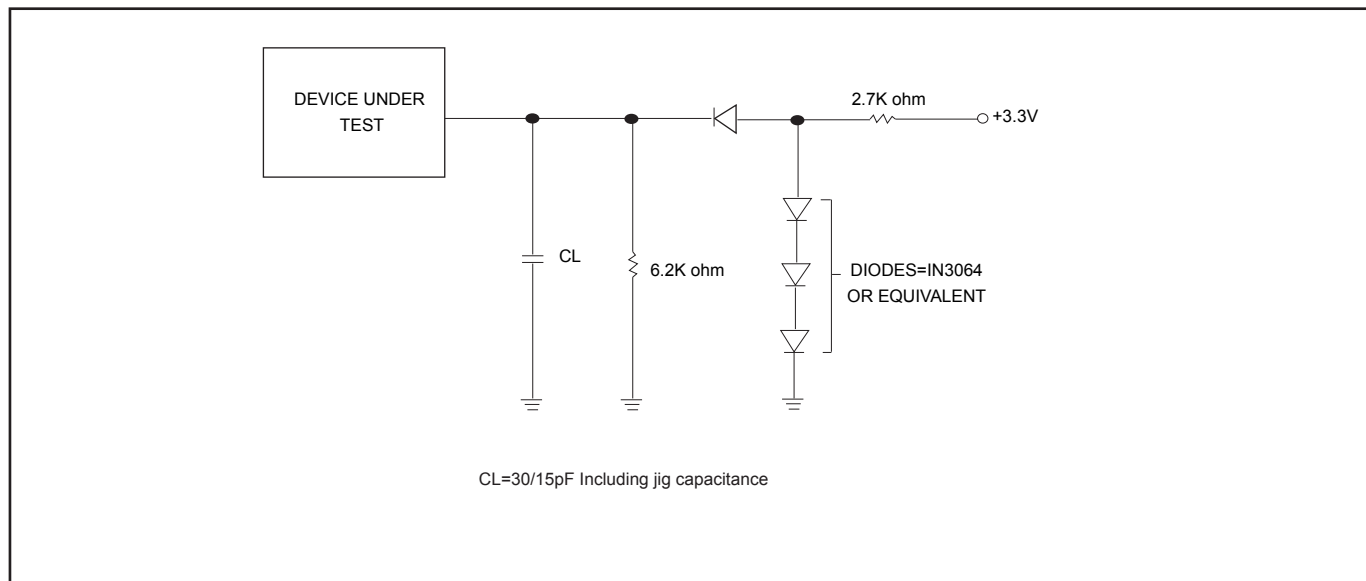 DEVICE UNDER
TEST
2.7K ohm
+3.3V
CL
6.2K ohm
DIODES=IN3064
OR EQUIVALENT
CL=30/15pF Including jig capacitance